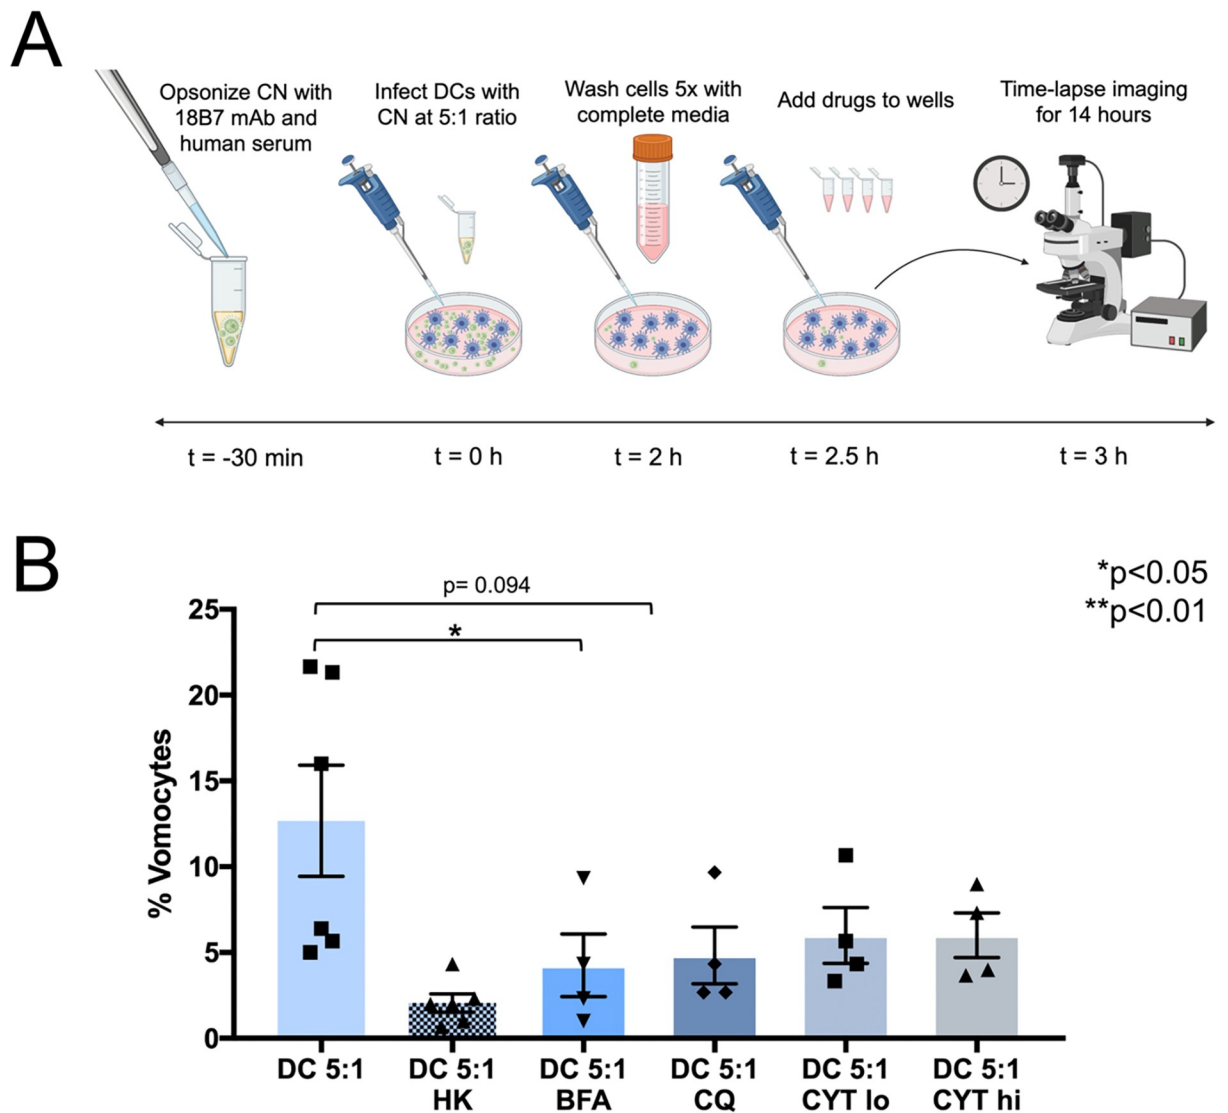 A
Opsonize CN with
18B7 mAb and
human serum
Infect DCs with
CN at 5:1 ratio
Wash cells 5x with
complete media
Add drugs to wells
Time-lapse imaging
for 14 hours
t = -30 min
t = 0 h
t = 2 h
t = 2.5 h
t = 3 h
B
*p<0.05
**p<0.01
p= 0.094
*
% Vomocytes
25
20
15
10
5
0
DC 5:1
DC 5:1
HK
DC 5:1
BFA
DC 5:1
CQ
DC 5:1
CYT lo
DC 5:1
CYT hi